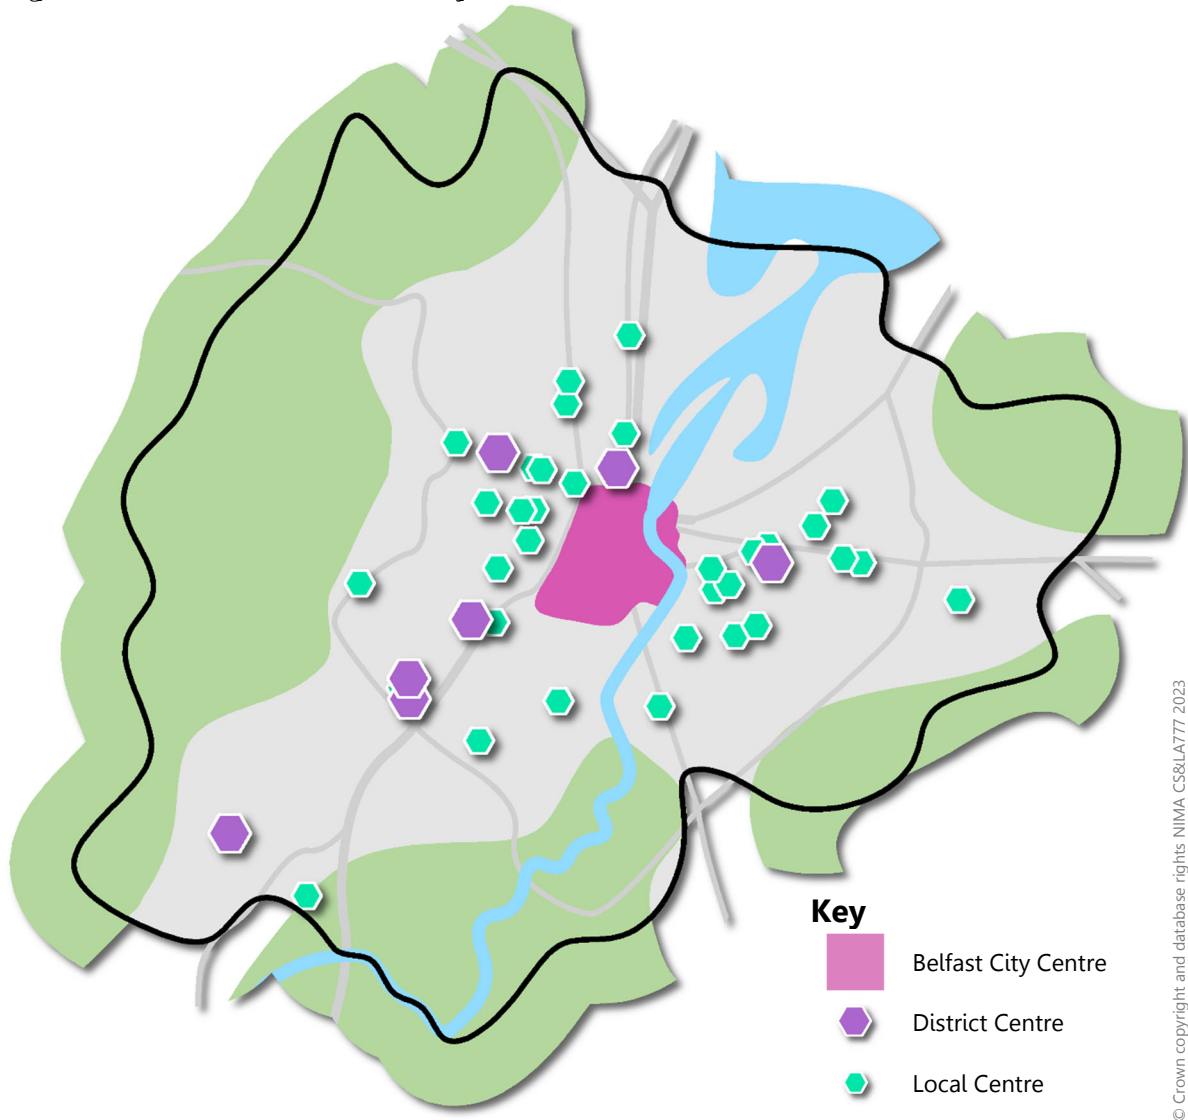 Key
Belfast City Centre
District Centre
Local Centre
© Crown copyright and database rights NIMA CS&LA777 2023